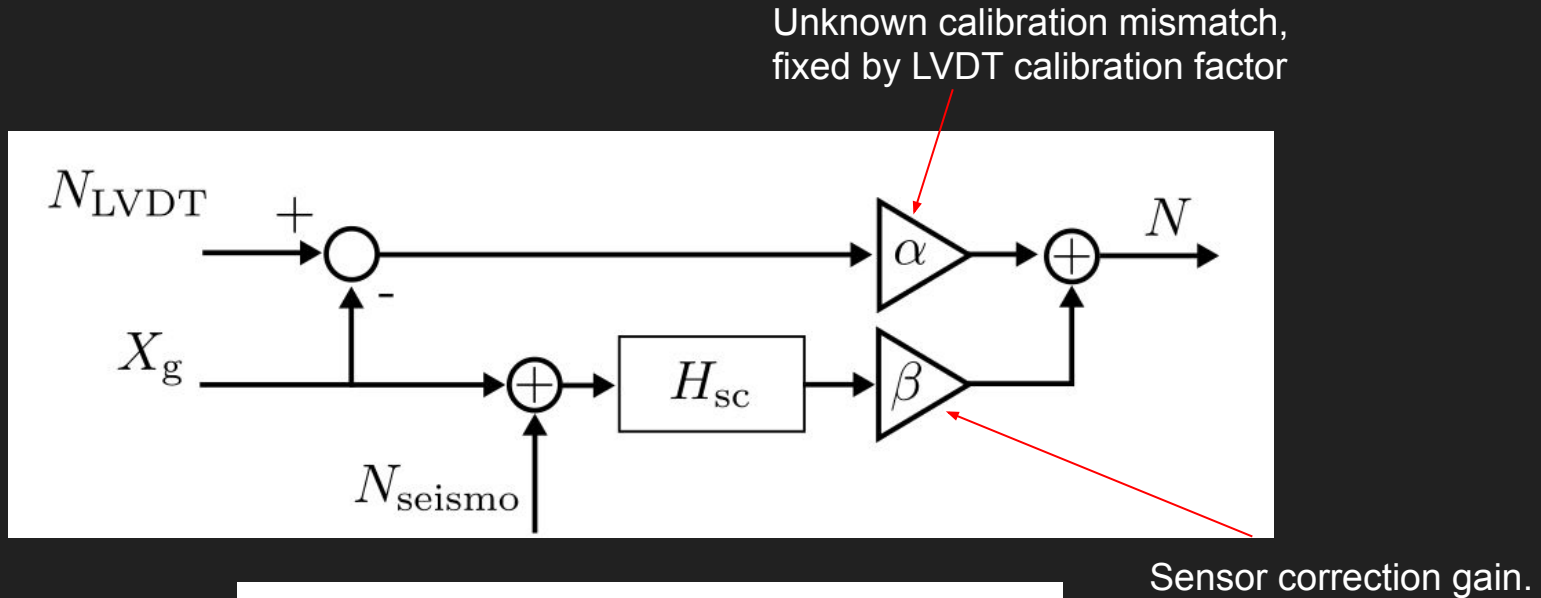 Unknown calibration mismatch,
fixed by LVDT calibration factor
N_LVDT
+
-
α
+
N
X_g
+
H_sc
β
N_seismo
Sensor correction gain.